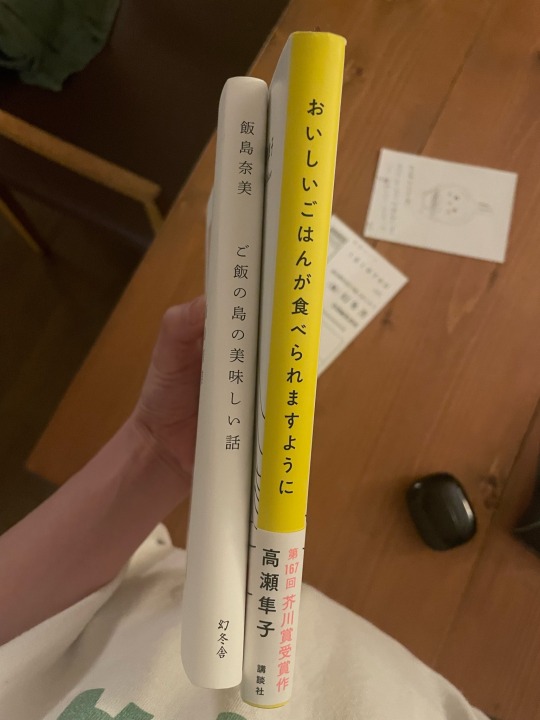 おいしいごはんが食べられますように
第167回 芥川賞受賞作
高瀬隼子
講談社
飯島奈美
ご飯の島の美味しい話
幻冬舎